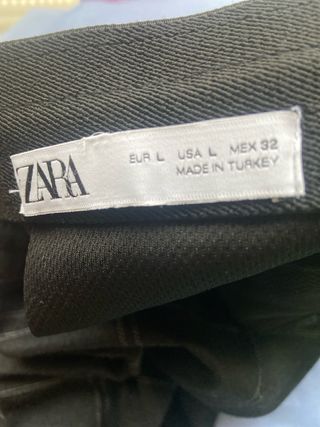 ZARA
EUR L USA L MEX 32
MADE IN TURKEY